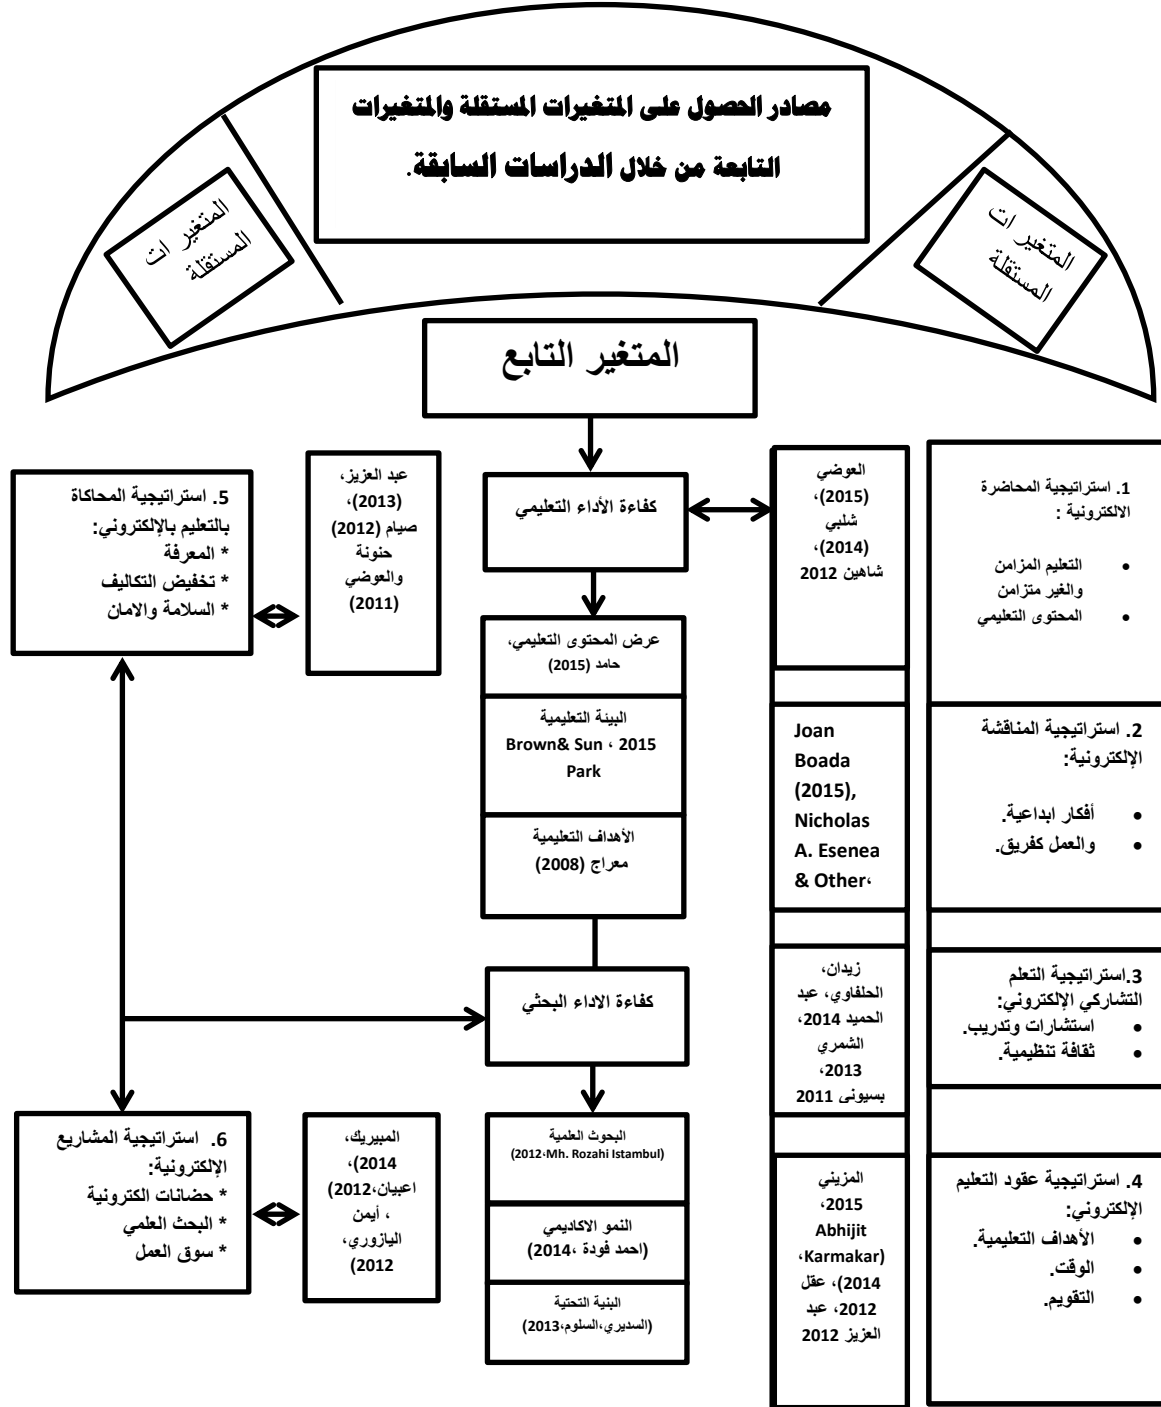 مصادر الحصول على المتغيرات المستقلة والمتغيرات
التابعة من خلال الدراسات السابقة.
المتغير ات
المستقلة
المتغير ات
المستقلة
المتغير التابع
1. استراتيجية المحاضرة
الالكترونية :
• التعليم المزامن
والغير متزامن
• المحتوى التعليمي
العوضي
(2015)،
شلبي
(2014)،
شاهين 2012
كفاءة الأداء التعليمي
عبد العزيز،
(2013)،
صيام (2012)
حنونة
والعوضي
(2011)
5. استراتيجية المحاكاة
بالتعليم بالإلكتروني:
* المعرفة
* تخفيض التكاليف
* السلامة والامان
عرض المحتوى التعليمي،
حامد (2015)
البيئة التعليمية
Brown& Sun ، 2015
Park
الأهداف التعليمية
معراج (2008)
2. استراتيجية المناقشة
الإلكترونية:
• أفكار ابداعية.
• والعمل كفريق.
Joan
Boada
(2015),
Nicholas
A. Esenea
& Other،
3.استراتيجية التعلم
التشاركي الإلكتروني:
• استشارات وتدريب.
• ثقافة تنظيمية.
زيدان،
الحلفاوي، عبد
الحميد 2014،
الشمري
2013،
بسيونى 2011
كفاءة الاداء البحثي
البحوث العلمية
(2012،Mh. Rozahi Istambul)
النمو الاكاديمي
(احمد فودة ،2014)
البنية التحتية
(السديري،السلوم،2013)
4. استراتيجية عقود التعليم
الإلكتروني:
• الأهداف التعليمية.
• الوقت.
• التقويم.
المزيني
2015،
Abhijit
(Karmakar،
2014)، عقل
2012، عبد
العزيز 2012
المبيريك،
2014)،
اعبيان،2012)
، أيمن
اليازوري،
2012)
6. استراتيجية المشاريع
الإلكترونية:
* حضانات الكترونية
* البحث العلمي
* سوق العمل